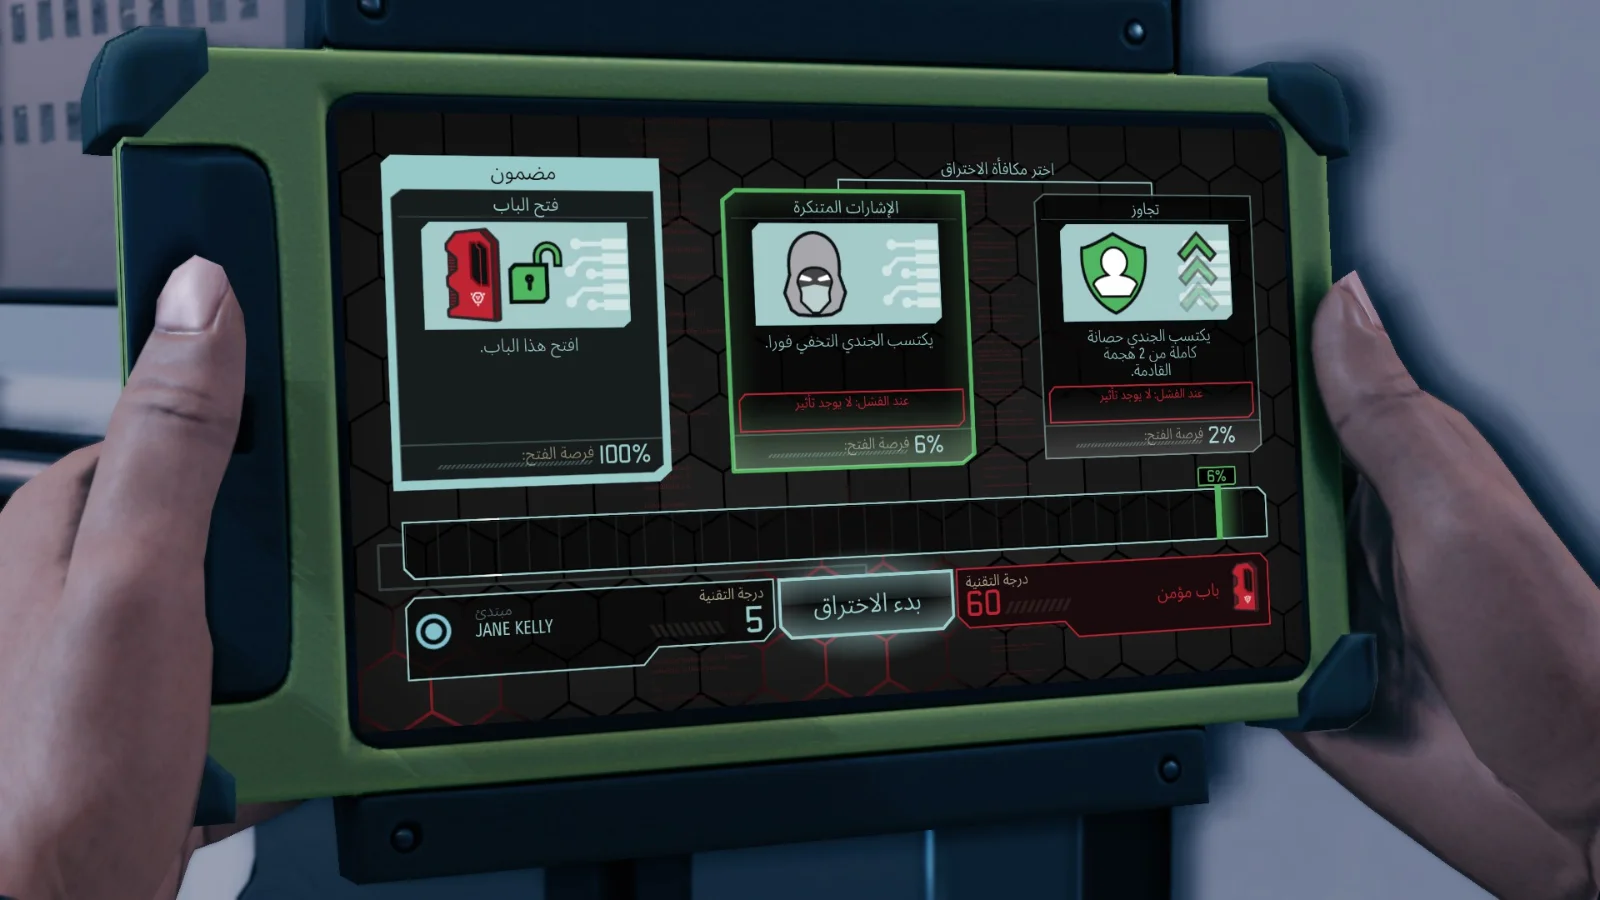 اختر مكافأة الاختراق
مضمون
فتح الباب
افتح هذا الباب.
فرصة الفتح: 100%
الإشارات المتنكرة
يكتسب الجندي التخفي فورا.
عند الفشل: لا يوجد تأثير
فرصة الفتح: 6%
تجاوز
يكتسب الجندي حصانة
كاملة من 2 هجمة
القادمة.
عند الفشل: لا يوجد تأثير
فرصة الفتح: 2%
6%
مبتدئ
JANE KELLY
درجة التقنية
5
بدء الاختراق
درجة التقنية
60
باب مؤمن